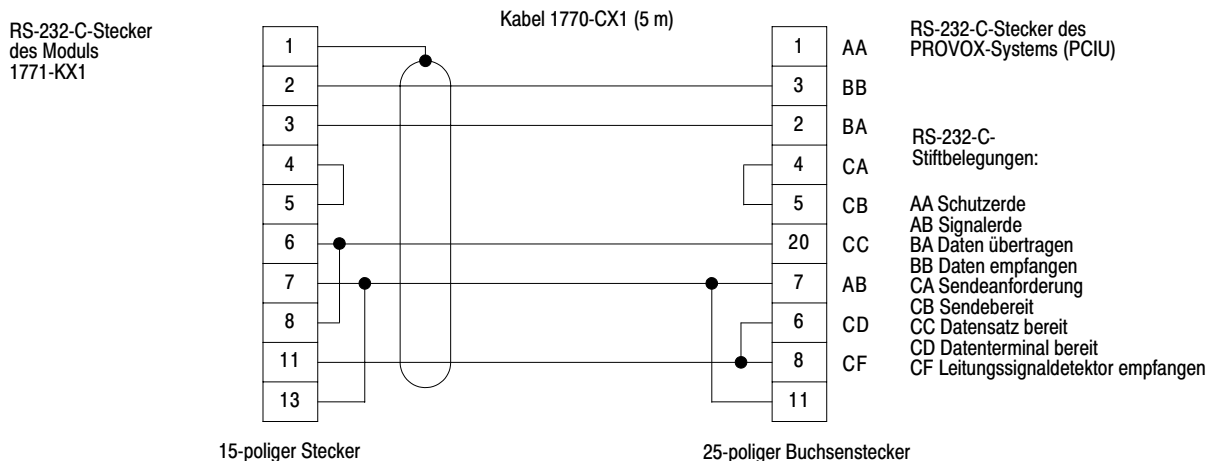 Kabel 1770-CX1 (5 m)
RS-232-C-Stecker
des Moduls
1771-KX1
1
2
3
4
5
6
7
8
11
13
15-poliger Stecker
1 AA
3 BB
2 BA
4 CA
5 CB
20 CC
7 AB
6 CD
8 CF
11
25-poliger Buchsenstecker
RS-232-C-Stecker des
PROVOX-Systems (PCIU)
RS-232-C-
Stiftbelegungen:
AA Schutzerde
AB Signalerde
BA Daten übertragen
BB Daten empfangen
CA Sendeanforderung
CB Sendebereit
CC Datensatz bereit
CD Datenterminal bereit
CF Leitungssignaldetektor empfangen